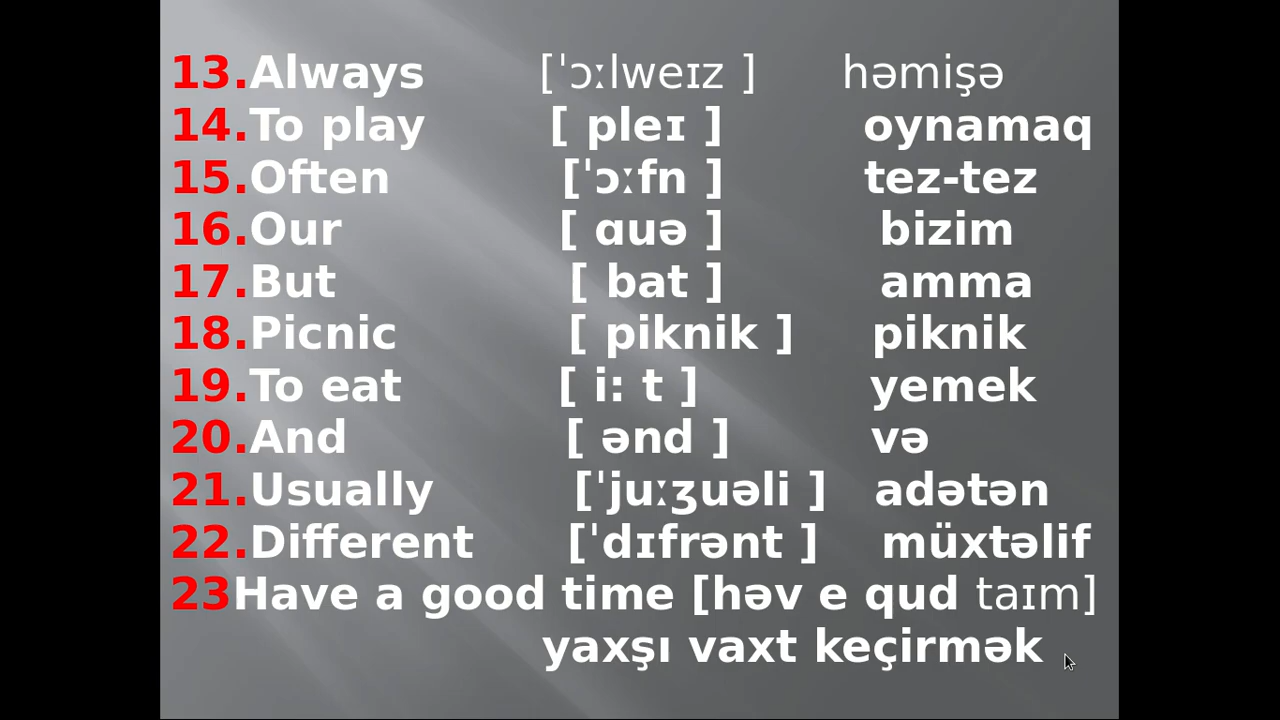 13.Always [ˈɔːlweɪz ] həmişə
14.To play [ pleɪ ] oynamaq
15.Often [ˈɔːfn ] tez-tez
16.Our [ ɑuə ] bizim
17.But [ bat ] amma
18.Picnic [ piknik ] piknik
19.To eat [ i: t ] yemek
20.And [ ənd ] və
21.Usually [ˈjuːʒuəli ] adətən
22.Different [ˈdɪfrənt ] müxtəlif
23Have a good time [həv e qud taɪm]
yaxşı vaxt keçirmək